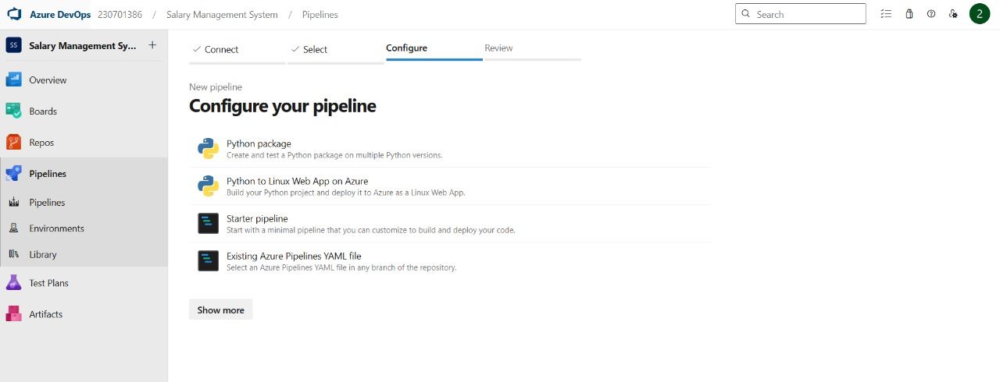 Azure DevOps 230701386 / Salary Management System / Pipelines Search 2
SS Salary Management Sy... +
Overview
Boards
Repos
Pipelines
Pipelines
Environments
Library
Test Plans
Artifacts
Connect Select Configure Review
New pipeline
Configure your pipeline
Python package
Create and test a Python package on multiple Python versions.
Python to Linux Web App on Azure
Build your Python project and deploy it to Azure as a Linux Web App.
Starter pipeline
Start with a minimal pipeline that you can customize to build and deploy your code.
Existing Azure Pipelines YAML file
Select an Azure Pipelines YAML file in any branch of the repository.
Show more